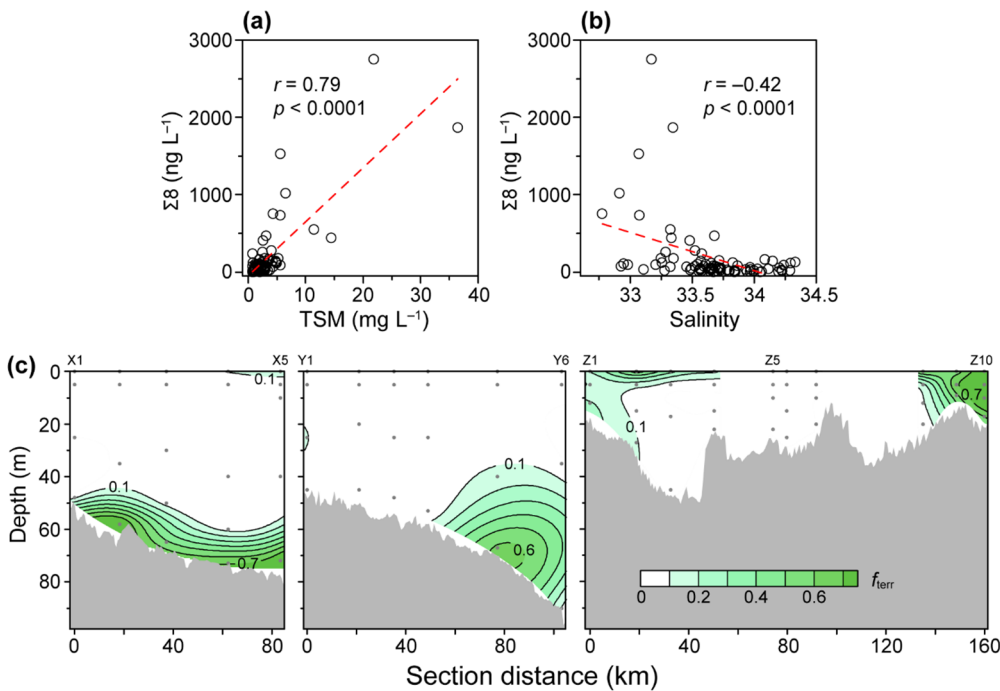 (a)
(b)
3000
2000
1000
0
Σ8 (ng L⁻¹)
r = 0.79
p < 0.0001
0 10 20 30 40
TSM (mg L⁻¹)
3000
2000
1000
0
Σ8 (ng L⁻¹)
r = –0.42
p < 0.0001
33 33.5 34 34.5
Salinity
(c)
X1 X5
Y1 Y6
Z1 Z5 Z10
0
20
40
60
80
Depth (m)
0.1
0.1
0.7
0.1
0.6
0.1
0.7
0 0.2 0.4 0.6
fterr
0 40 80
0 40 80
0 40 80 120 160
Section distance (km)